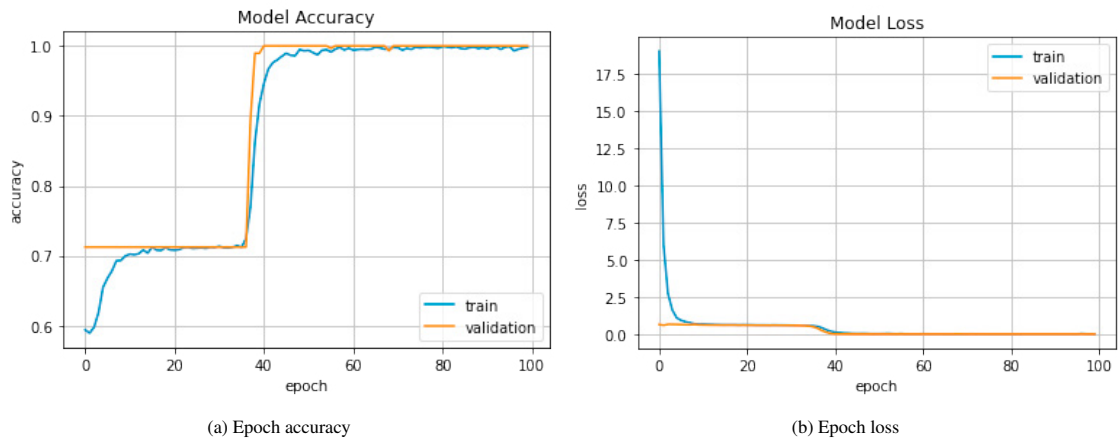 Model Accuracy
1.0
0.9
0.8
0.7
0.6
accuracy
0 20 40 60 80 100
epoch
train
validation
(a) Epoch accuracy
Model Loss
17.5
15.0
12.5
10.0
7.5
5.0
2.5
0.0
loss
0 20 40 60 80 100
epoch
train
validation
(b) Epoch loss